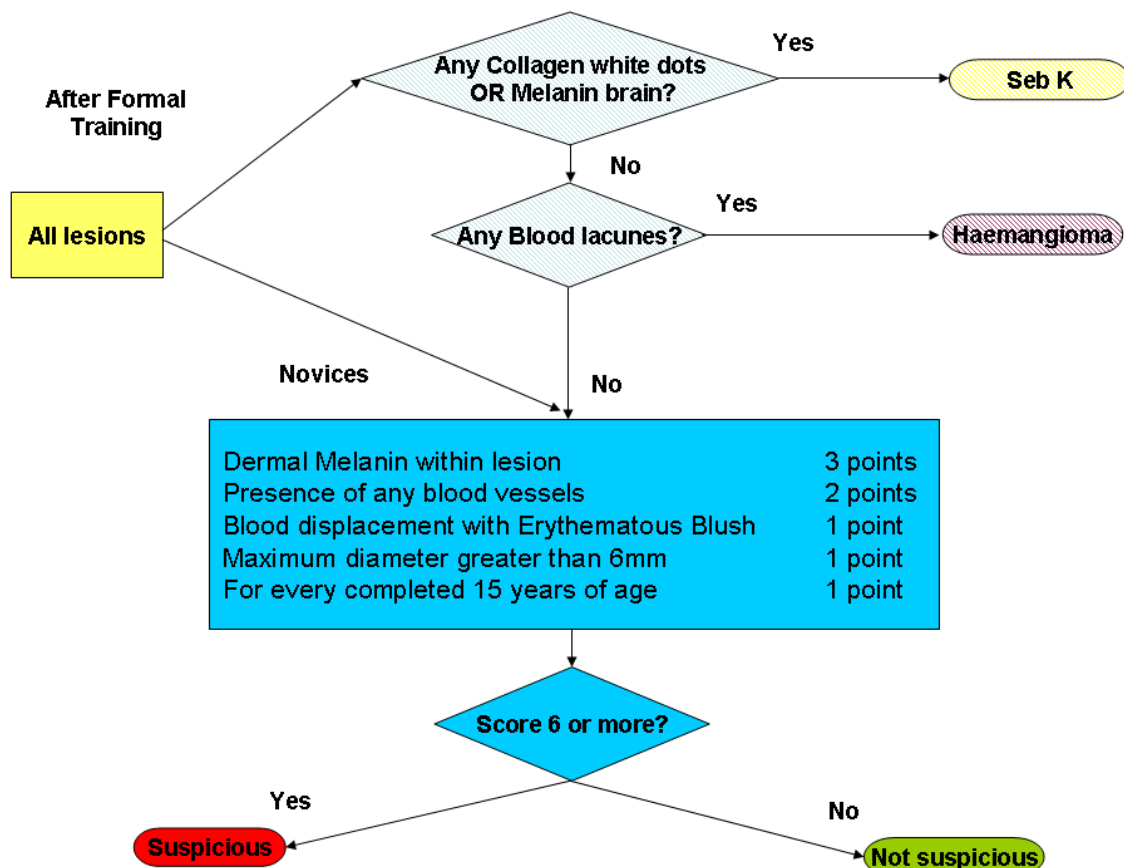 Any Collagen white dots
OR Melanin brain?
Yes
Seb K
After Formal
Training
No
All lesions
Any Blood lacunes?
Yes
Haemangioma
Novices
No
Dermal Melanin within lesion 3 points
Presence of any blood vessels 2 points
Blood displacement with Erythematous Blush 1 point
Maximum diameter greater than 6mm 1 point
For every completed 15 years of age 1 point
Score 6 or more?
Yes
No
Suspicious
Not suspicious